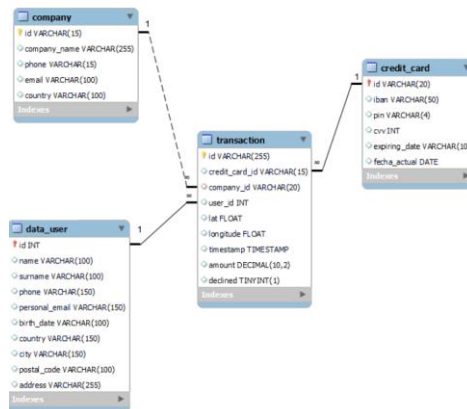 company
id VARCHAR(15)
company_name VARCHAR(255)
phone VARCHAR(15)
email VARCHAR(100)
country VARCHAR(100)
Indexes
1
∞
credit_card
id VARCHAR(20)
iban VARCHAR(50)
pin VARCHAR(4)
cvv INT
expiring_date VARCHAR(10
fecha_actual DATE
Indexes
1
∞
transaction
id VARCHAR(255)
credit_card_id VARCHAR(15)
company_id VARCHAR(20)
user_id INT
lat FLOAT
longitude FLOAT
timestamp TIMESTAMP
amount DECIMAL(10,2)
declined TINYINT(1)
Indexes
data_user
id INT
name VARCHAR(100)
surname VARCHAR(100)
phone VARCHAR(150)
personal_email VARCHAR(150)
birth_date VARCHAR(100)
country VARCHAR(150)
city VARCHAR(150)
postal_code VARCHAR(100)
address VARCHAR(255)
Indexes
1
∞